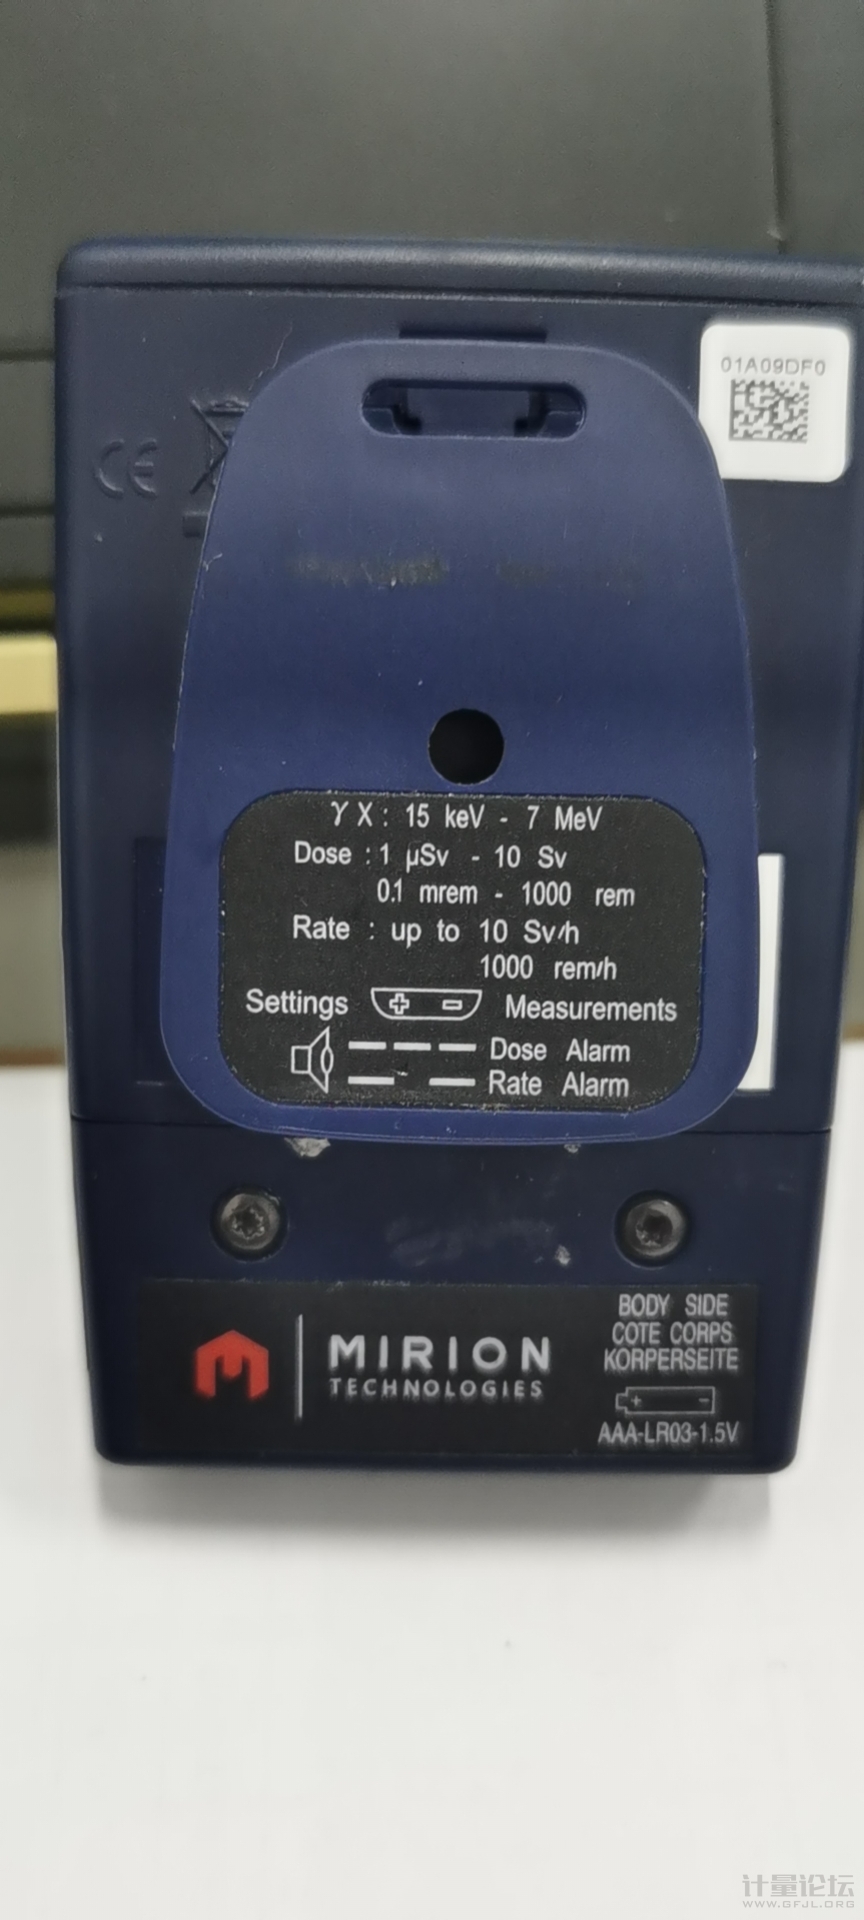 01A09DF0
CE
γ X : 15 keV - 7 MeV
Dose : 1 µSv - 10 Sv
0.1 mrem - 1000 rem
Rate : up to 10 Sv/h
1000 rem/h
Settings + - Measurements
Dose Alarm
Rate Alarm
MIRION
TECHNOLOGIES
BODY SIDE
COTE CORPS
KORPERSEITE
+ -
AAA-LR03-1.5V
计量论坛
WWW.GFJL.ORG